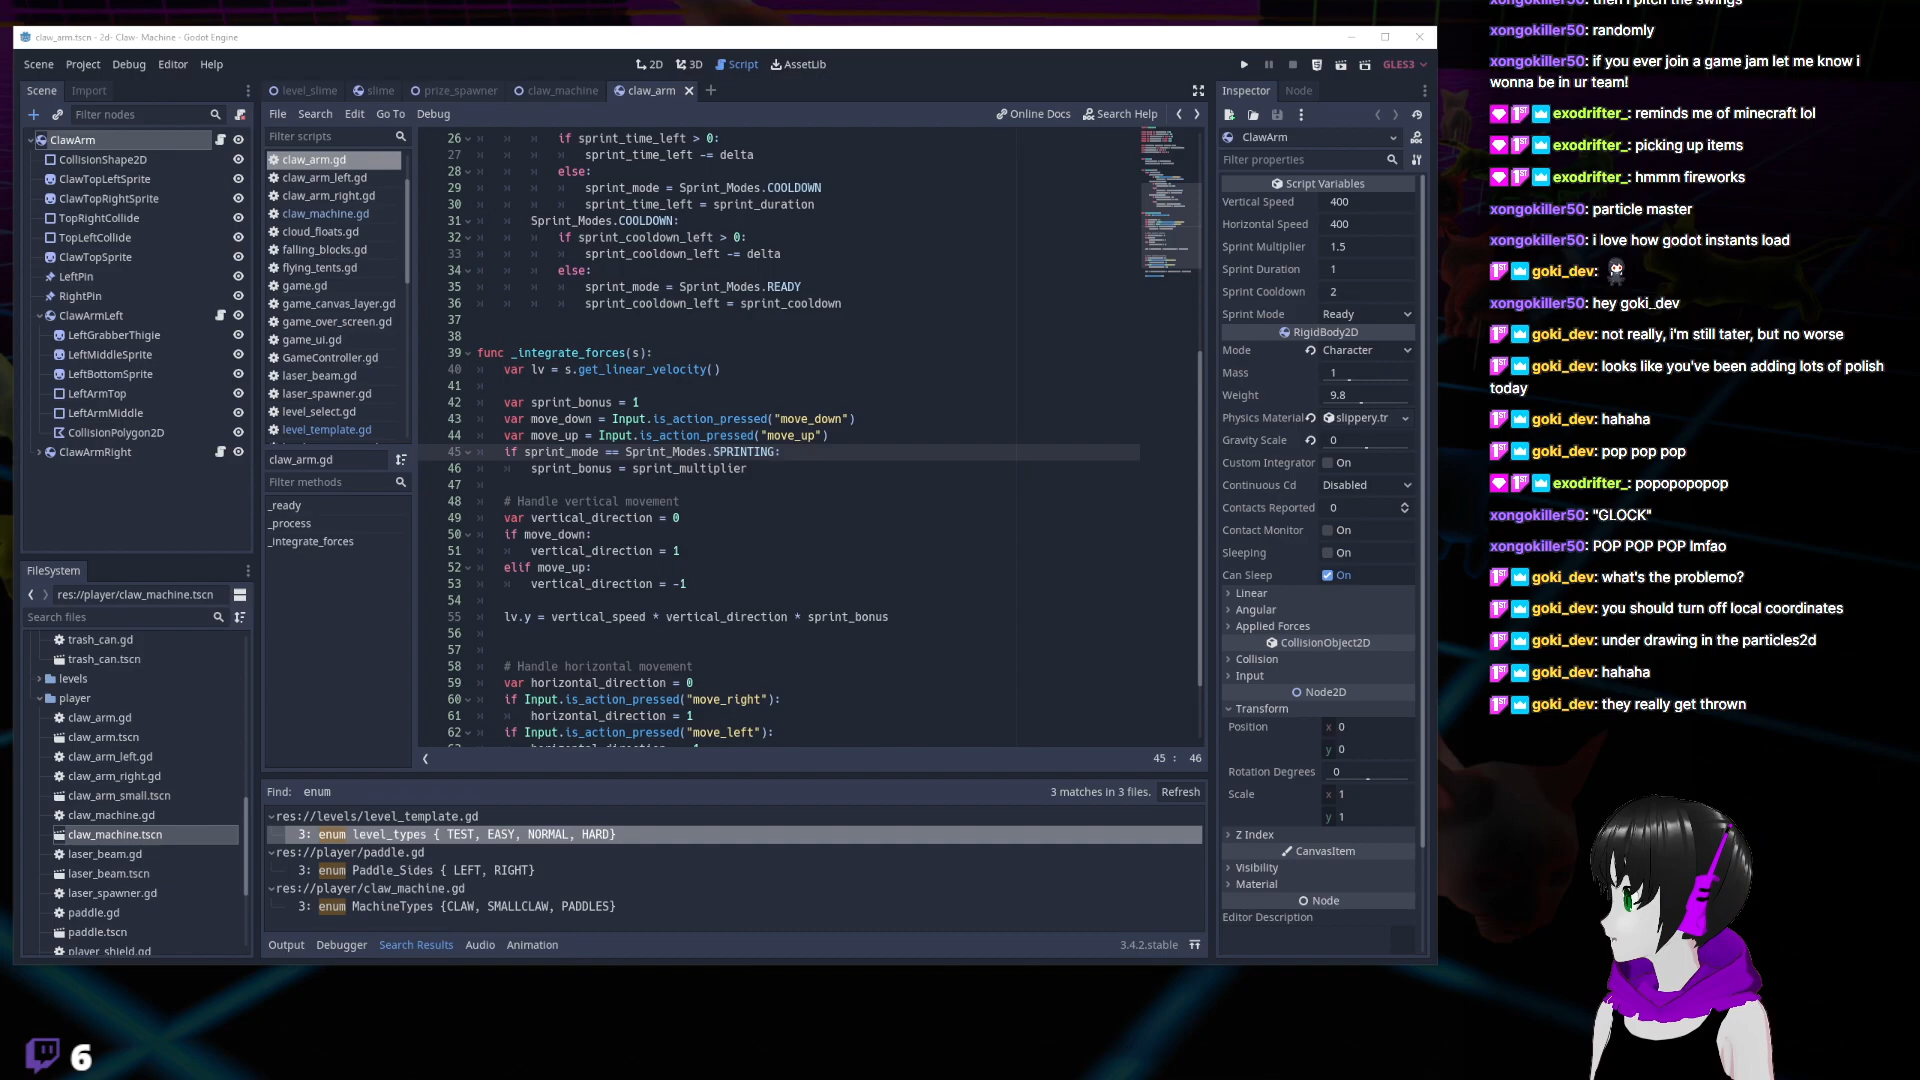 claw_arm.tscn - 2d- Claw- Machine - Godot Engine
Scene Project Debug Editor Help
2D 3D Script AssetLib
GLES3
Scene Import
Filter nodes
ClawArm
CollisionShape2D
ClawTopLeftSprite
ClawTopRightSprite
TopRightCollide
TopLeftCollide
ClawTopSprite
LeftPin
RightPin
ClawArmLeft
LeftGrabberThigie
LeftMiddleSprite
LeftBottomSprite
LeftArmTop
LeftArmMiddle
CollisionPolygon2D
ClawArmRight
FileSystem
res://player/claw_machine.tscn
Search files
trash_can.gd
trash_can.tscn
levels
player
claw_arm.gd
claw_arm.tscn
claw_arm_left.gd
claw_arm_right.gd
claw_arm_small.tscn
claw_machine.gd
claw_machine.tscn
laser_beam.gd
laser_beam.tscn
laser_spawner.gd
paddle.gd
paddle.tscn
player_shield.gd
level_slime slime prize_spawner claw_machine claw_arm
File Search Edit Go To Debug
Online Docs Search Help
Filter scripts
claw_arm.gd
claw_arm_left.gd
claw_arm_right.gd
claw_machine.gd
cloud_floats.gd
falling_blocks.gd
flying_tents.gd
game.gd
game_canvas_layer.gd
game_over_screen.gd
game_ui.gd
GameController.gd
laser_beam.gd
laser_spawner.gd
level_select.gd
level_template.gd
claw_arm.gd
Filter methods
_ready
_process
_integrate_forces
26 if sprint_time_left > 0:
27 sprint_time_left -= delta
28 else:
29 sprint_mode = Sprint_Modes.COOLDOWN
30 sprint_time_left = sprint_duration
31 Sprint_Modes.COOLDOWN:
32 if sprint_cooldown_left > 0:
33 sprint_cooldown_left -= delta
34 else:
35 sprint_mode = Sprint_Modes.READY
36 sprint_cooldown_left = sprint_cooldown
37
38
39 func _integrate_forces(s):
40 var lv = s.get_linear_velocity()
41
42 var sprint_bonus = 1
43 var move_down = Input.is_action_pressed("move_down")
44 var move_up = Input.is_action_pressed("move_up")
45 if sprint_mode == Sprint_Modes.SPRINTING:
46 sprint_bonus = sprint_multiplier
47
48 # Handle vertical movement
49 var vertical_direction = 0
50 if move_down:
51 vertical_direction = 1
52 elif move_up:
53 vertical_direction = -1
54
55 lv.y = vertical_speed * vertical_direction * sprint_bonus
56
57
58 # Handle horizontal movement
59 var horizontal_direction = 0
60 if Input.is_action_pressed("move_right"):
61 horizontal_direction = 1
62 if Input.is_action_pressed("move_left"):
45 : 46
Find: enum
3 matches in 3 files. Refresh
res://levels/level_template.gd
3: enum level_types { TEST, EASY, NORMAL, HARD}
res://player/paddle.gd
3: enum Paddle_Sides { LEFT, RIGHT}
res://player/claw_machine.gd
3: enum MachineTypes {CLAW, SMALLCLAW, PADDLES}
Output Debugger Search Results Audio Animation
3.4.2.stable
Inspector Node
ClawArm
Filter properties
Script Variables
Vertical Speed 400
Horizontal Speed 400
Sprint Multiplier 1.5
Sprint Duration 1
Sprint Cooldown 2
Sprint Mode Ready
RigidBody2D
Mode Character
Mass 1
Weight 9.8
Physics Material slippery.tr
Gravity Scale 0
Custom Integrator On
Continuous Cd Disabled
Contacts Reported 0
Contact Monitor On
Sleeping On
Can Sleep On
Linear
Angular
Applied Forces
CollisionObject2D
Collision
Input
Node2D
Transform
Position x 0
y 0
Rotation Degrees 0
Scale x 1
y 1
Z Index
CanvasItem
Visibility
Material
Node
Editor Description
xongokiller50: then i pitch the swings
xongokiller50: randomly
xongokiller50: if you ever join a game jam let me know i
wonna be in ur team!
exodrifter_: reminds me of minecraft lol
exodrifter_: picking up items
exodrifter_: hmmm fireworks
xongokiller50: particle master
xongokiller50: i love how godot instants load
goki_dev:
xongokiller50: hey goki_dev
goki_dev: not really, i'm still tater, but no worse
goki_dev: looks like you've been adding lots of polish
today
goki_dev: hahaha
goki_dev: pop pop pop
exodrifter_: popopopopop
xongokiller50: "GLOCK"
xongokiller50: POP POP POP lmfao
goki_dev: what's the problemo?
goki_dev: you should turn off local coordinates
goki_dev: under drawing in the particles2d
goki_dev: hahaha
goki_dev: they really get thrown
6